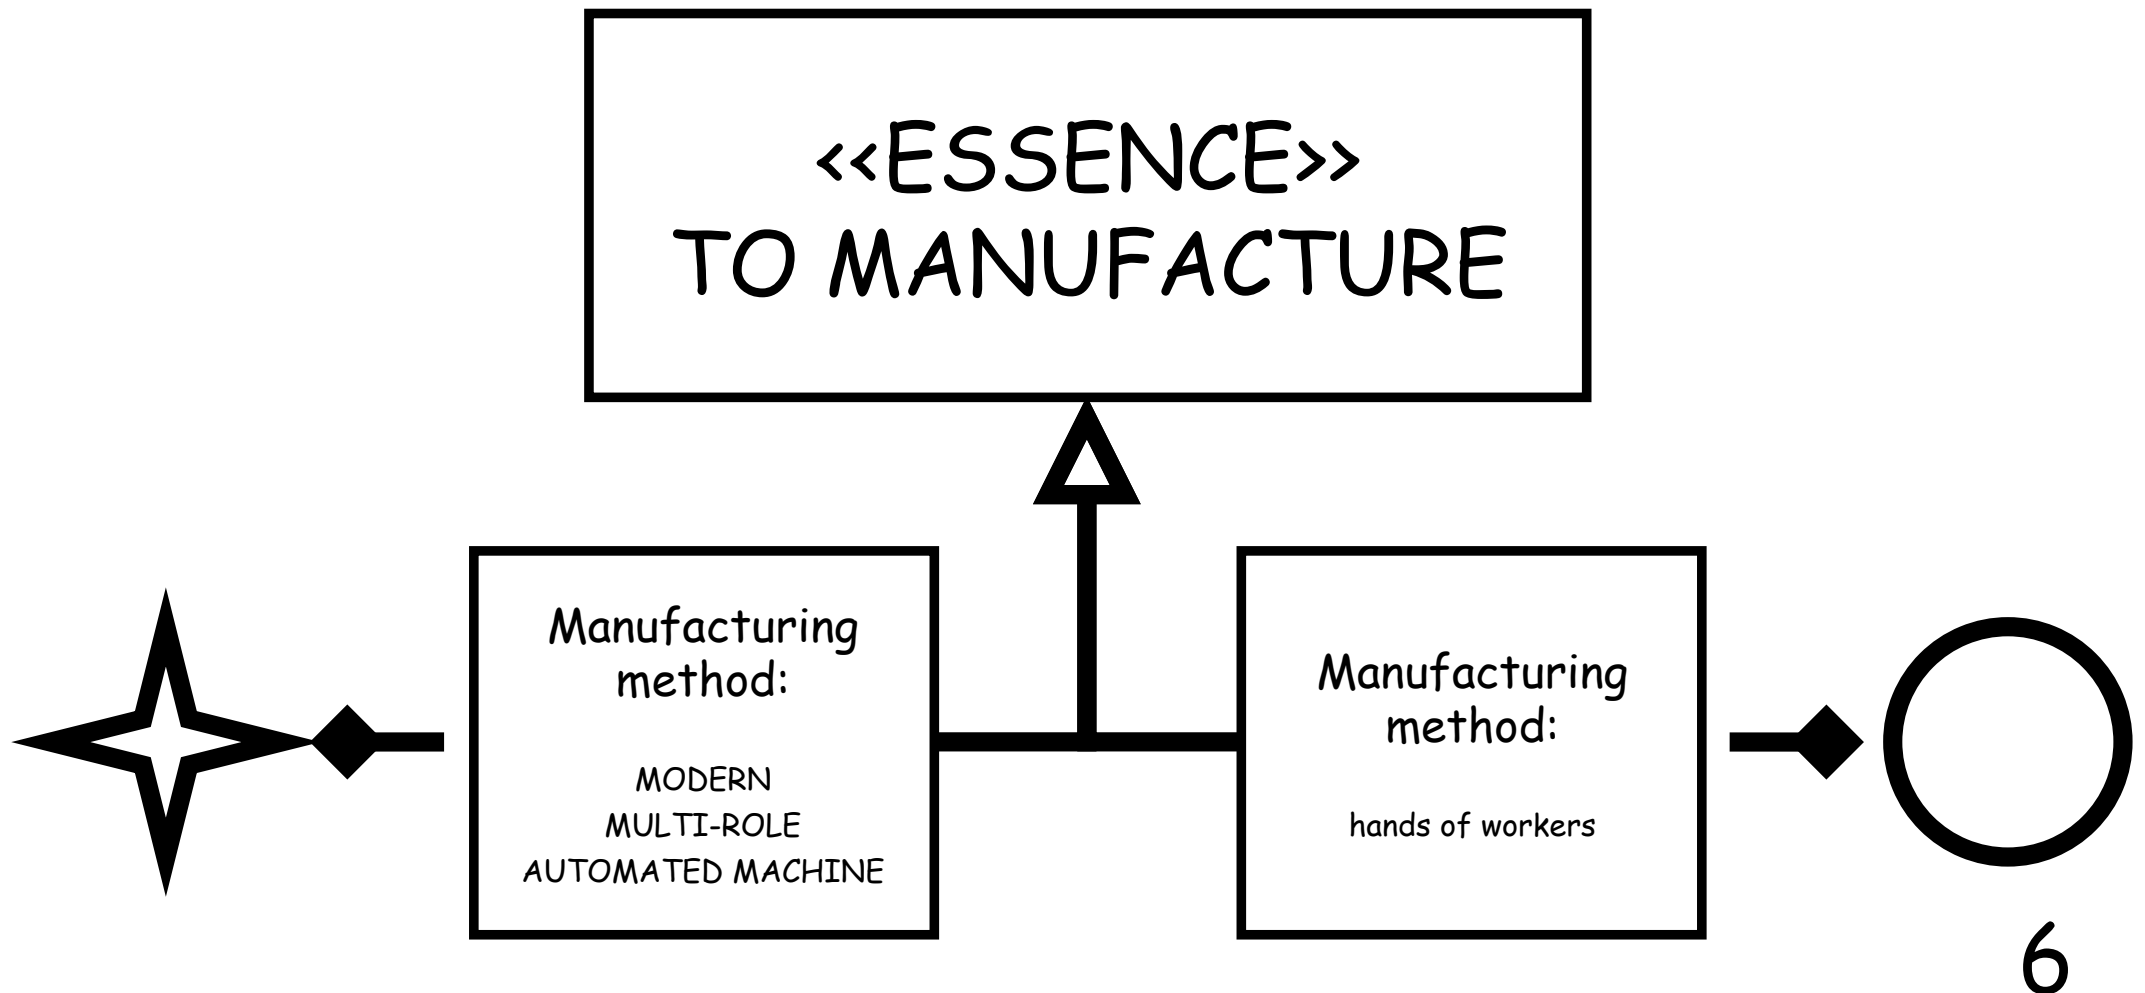 <<ESSENCE>>
TO MANUFACTURE
Manufacturing
method:
MODERN
MULTI-ROLE
AUTOMATED MACHINE
Manufacturing
method:
hands of workers
6